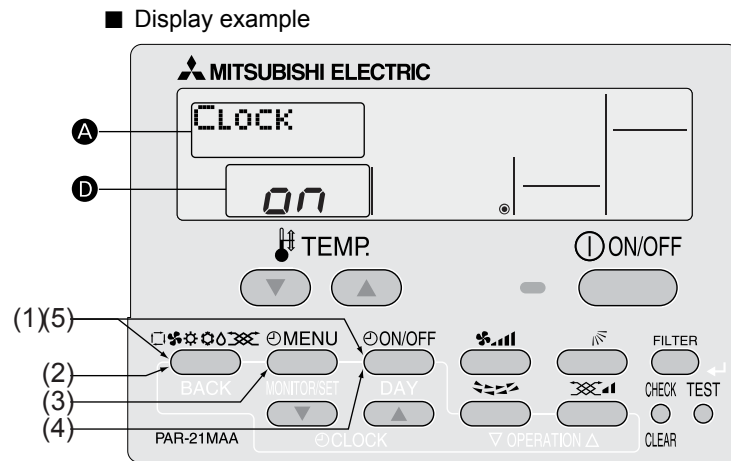 ■ Display example
MITSUBISHI ELECTRIC
A
CLOCK
D
on
TEMP.
ON/OFF
(1)(5)
MENU
ON/OFF
FILTER
(2)
BACK
MONITOR/SET
DAY
CHECK TEST
(3)
(4)
PAR-21MAA
CLOCK
OPERATION
CLEAR